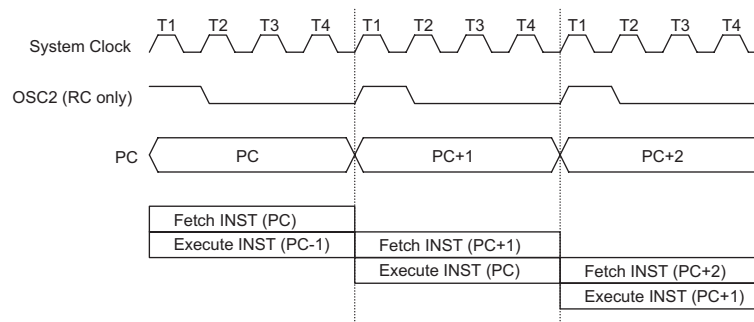 T1 T2 T3 T4 T1 T2 T3 T4 T1 T2 T3 T4
System Clock
OSC2 (RC only)
PC PC PC+1 PC+2
Fetch INST (PC)
Execute INST (PC-1) Fetch INST (PC+1)
Execute INST (PC) Fetch INST (PC+2)
Execute INST (PC+1)